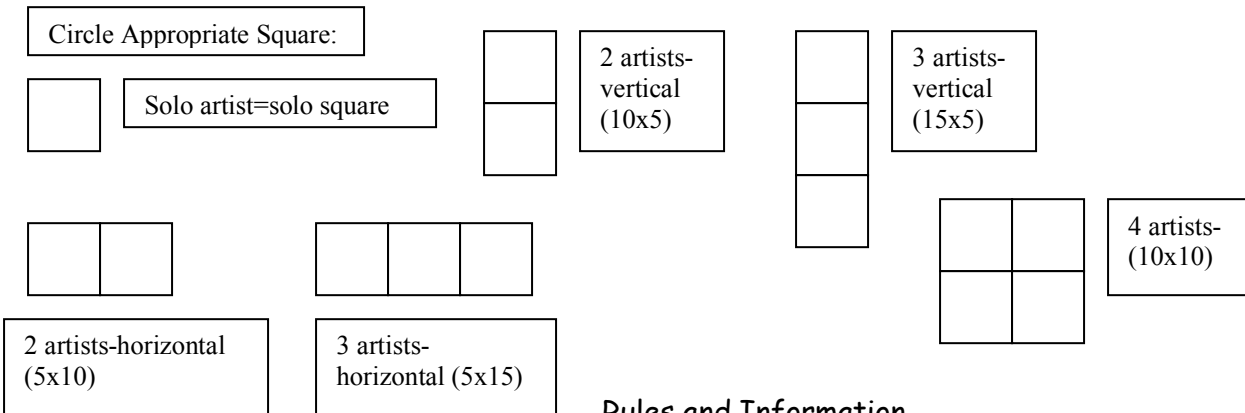 Circle Appropriate Square:
Solo artist=solo square
2 artists-
vertical
(10x5)
3 artists-
vertical
(15x5)
4 artists-
(10x10)
2 artists-horizontal
(5x10)
3 artists-
horizontal (5x15)
Rules and Information